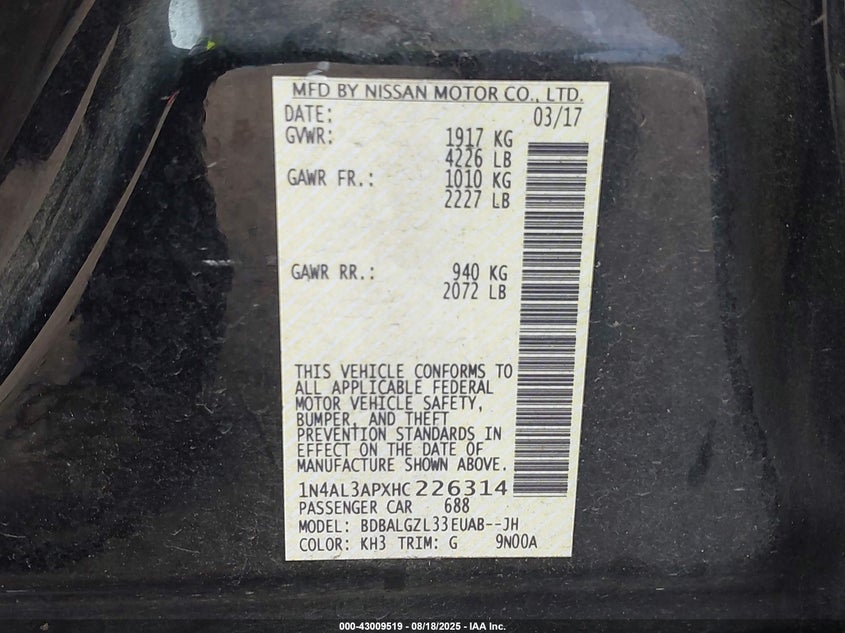 MFD BY NISSAN MOTOR CO., LTD.
DATE: 03/17
GVWR: 1917 KG
4226 LB
GAWR FR.: 1010 KG
2227 LB
GAWR RR.: 940 KG
2072 LB
THIS VEHICLE CONFORMS TO
ALL APPLICABLE FEDERAL
MOTOR VEHICLE SAFETY,
BUMPER, AND THEFT
PREVENTION STANDARDS IN
EFFECT ON THE DATE OF
MANUFACTURE SHOWN ABOVE.
1N4AL3APXHC226314
PASSENGER CAR 688
MODEL: BDBALGZL33EUAB--JH
COLOR: KH3 TRIM: G 9N00A
000-43009519 - 08/18/2025 - IAA Inc.